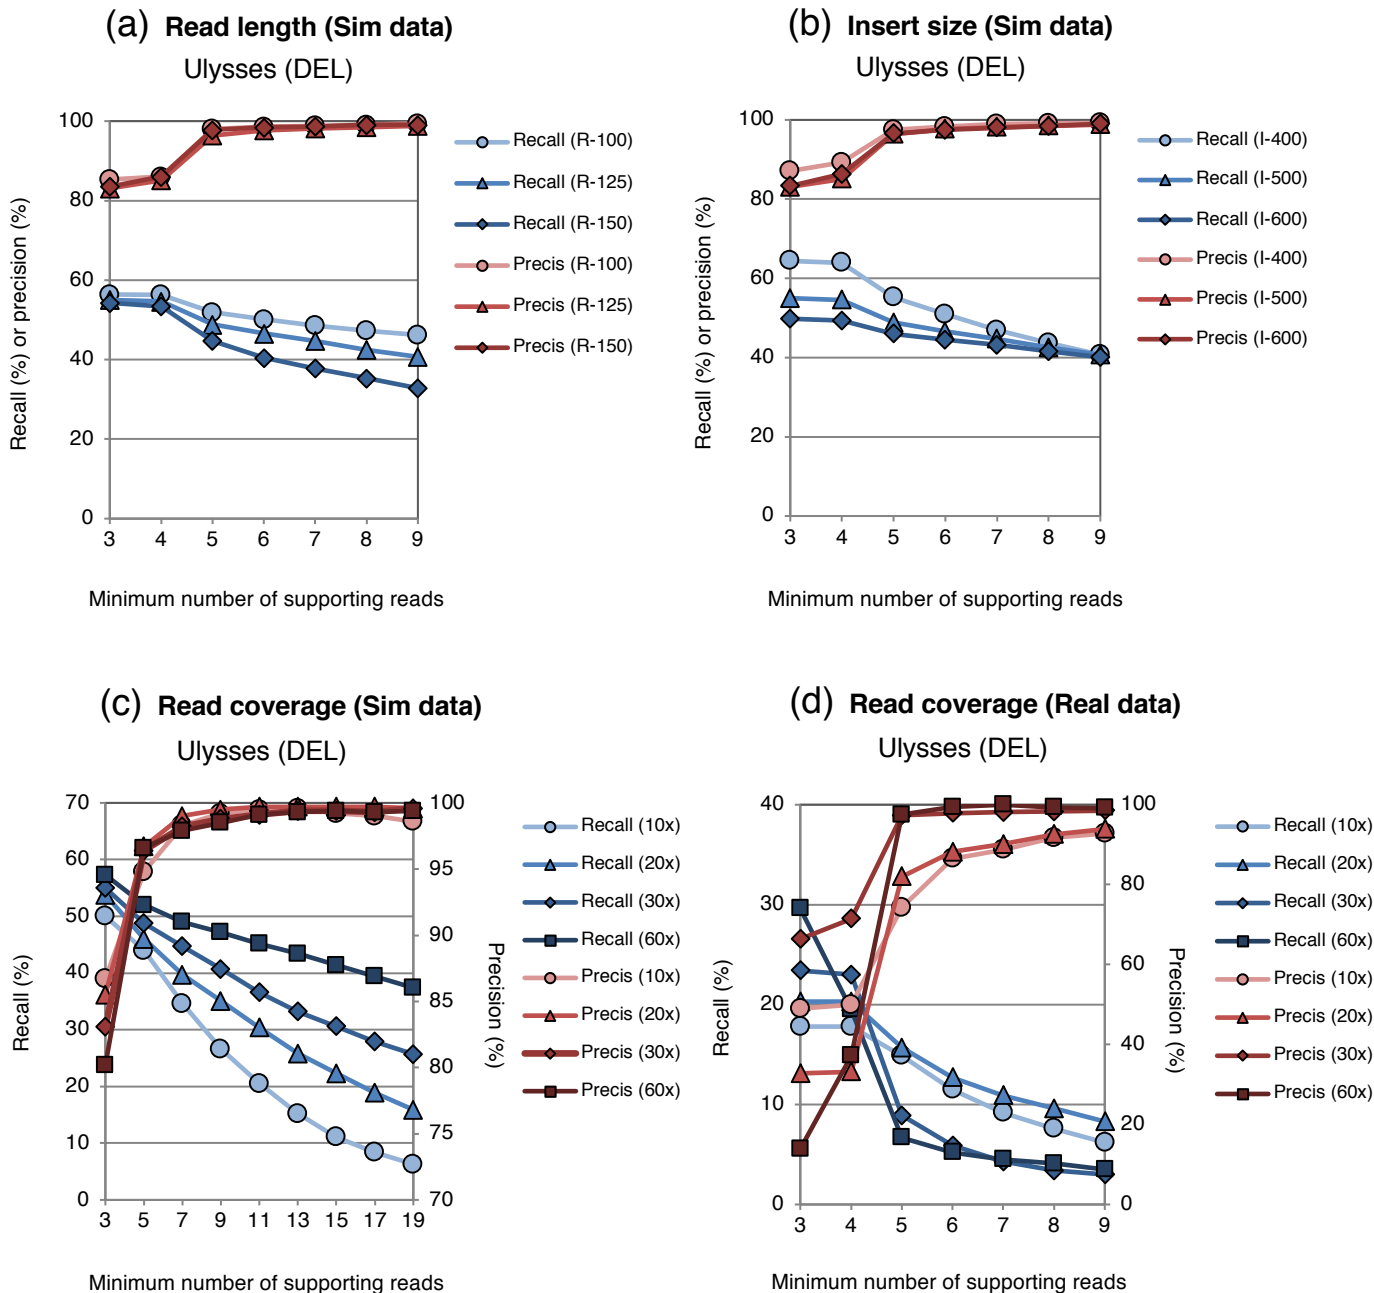 (a) Read length (Sim data)
Ulysses (DEL)
Recall (%) or precision (%)
100
80
60
40
20
0
3 4 5 6 7 8 9
Minimum number of supporting reads
Recall (R-100)
Recall (R-125)
Recall (R-150)
Precis (R-100)
Precis (R-125)
Precis (R-150)
(b) Insert size (Sim data)
Ulysses (DEL)
Recall (%) or precision (%)
100
80
60
40
20
0
3 4 5 6 7 8 9
Minimum number of supporting reads
Recall (I-400)
Recall (I-500)
Recall (I-600)
Precis (I-400)
Precis (I-500)
Precis (I-600)
(c) Read coverage (Sim data)
Ulysses (DEL)
Recall (%)
70
60
50
40
30
20
10
0
3 5 7 9 11 13 15 17 19
100
95
90
85
80
75
70
Precision (%)
Minimum number of supporting reads
Recall (10x)
Recall (20x)
Recall (30x)
Recall (60x)
Precis (10x)
Precis (20x)
Precis (30x)
Precis (60x)
(d) Read coverage (Real data)
Ulysses (DEL)
Recall (%)
40
30
20
10
0
3 4 5 6 7 8 9
100
80
60
40
20
0
Precision (%)
Minimum number of supporting reads
Recall (10x)
Recall (20x)
Recall (30x)
Recall (60x)
Precis (10x)
Precis (20x)
Precis (30x)
Precis (60x)